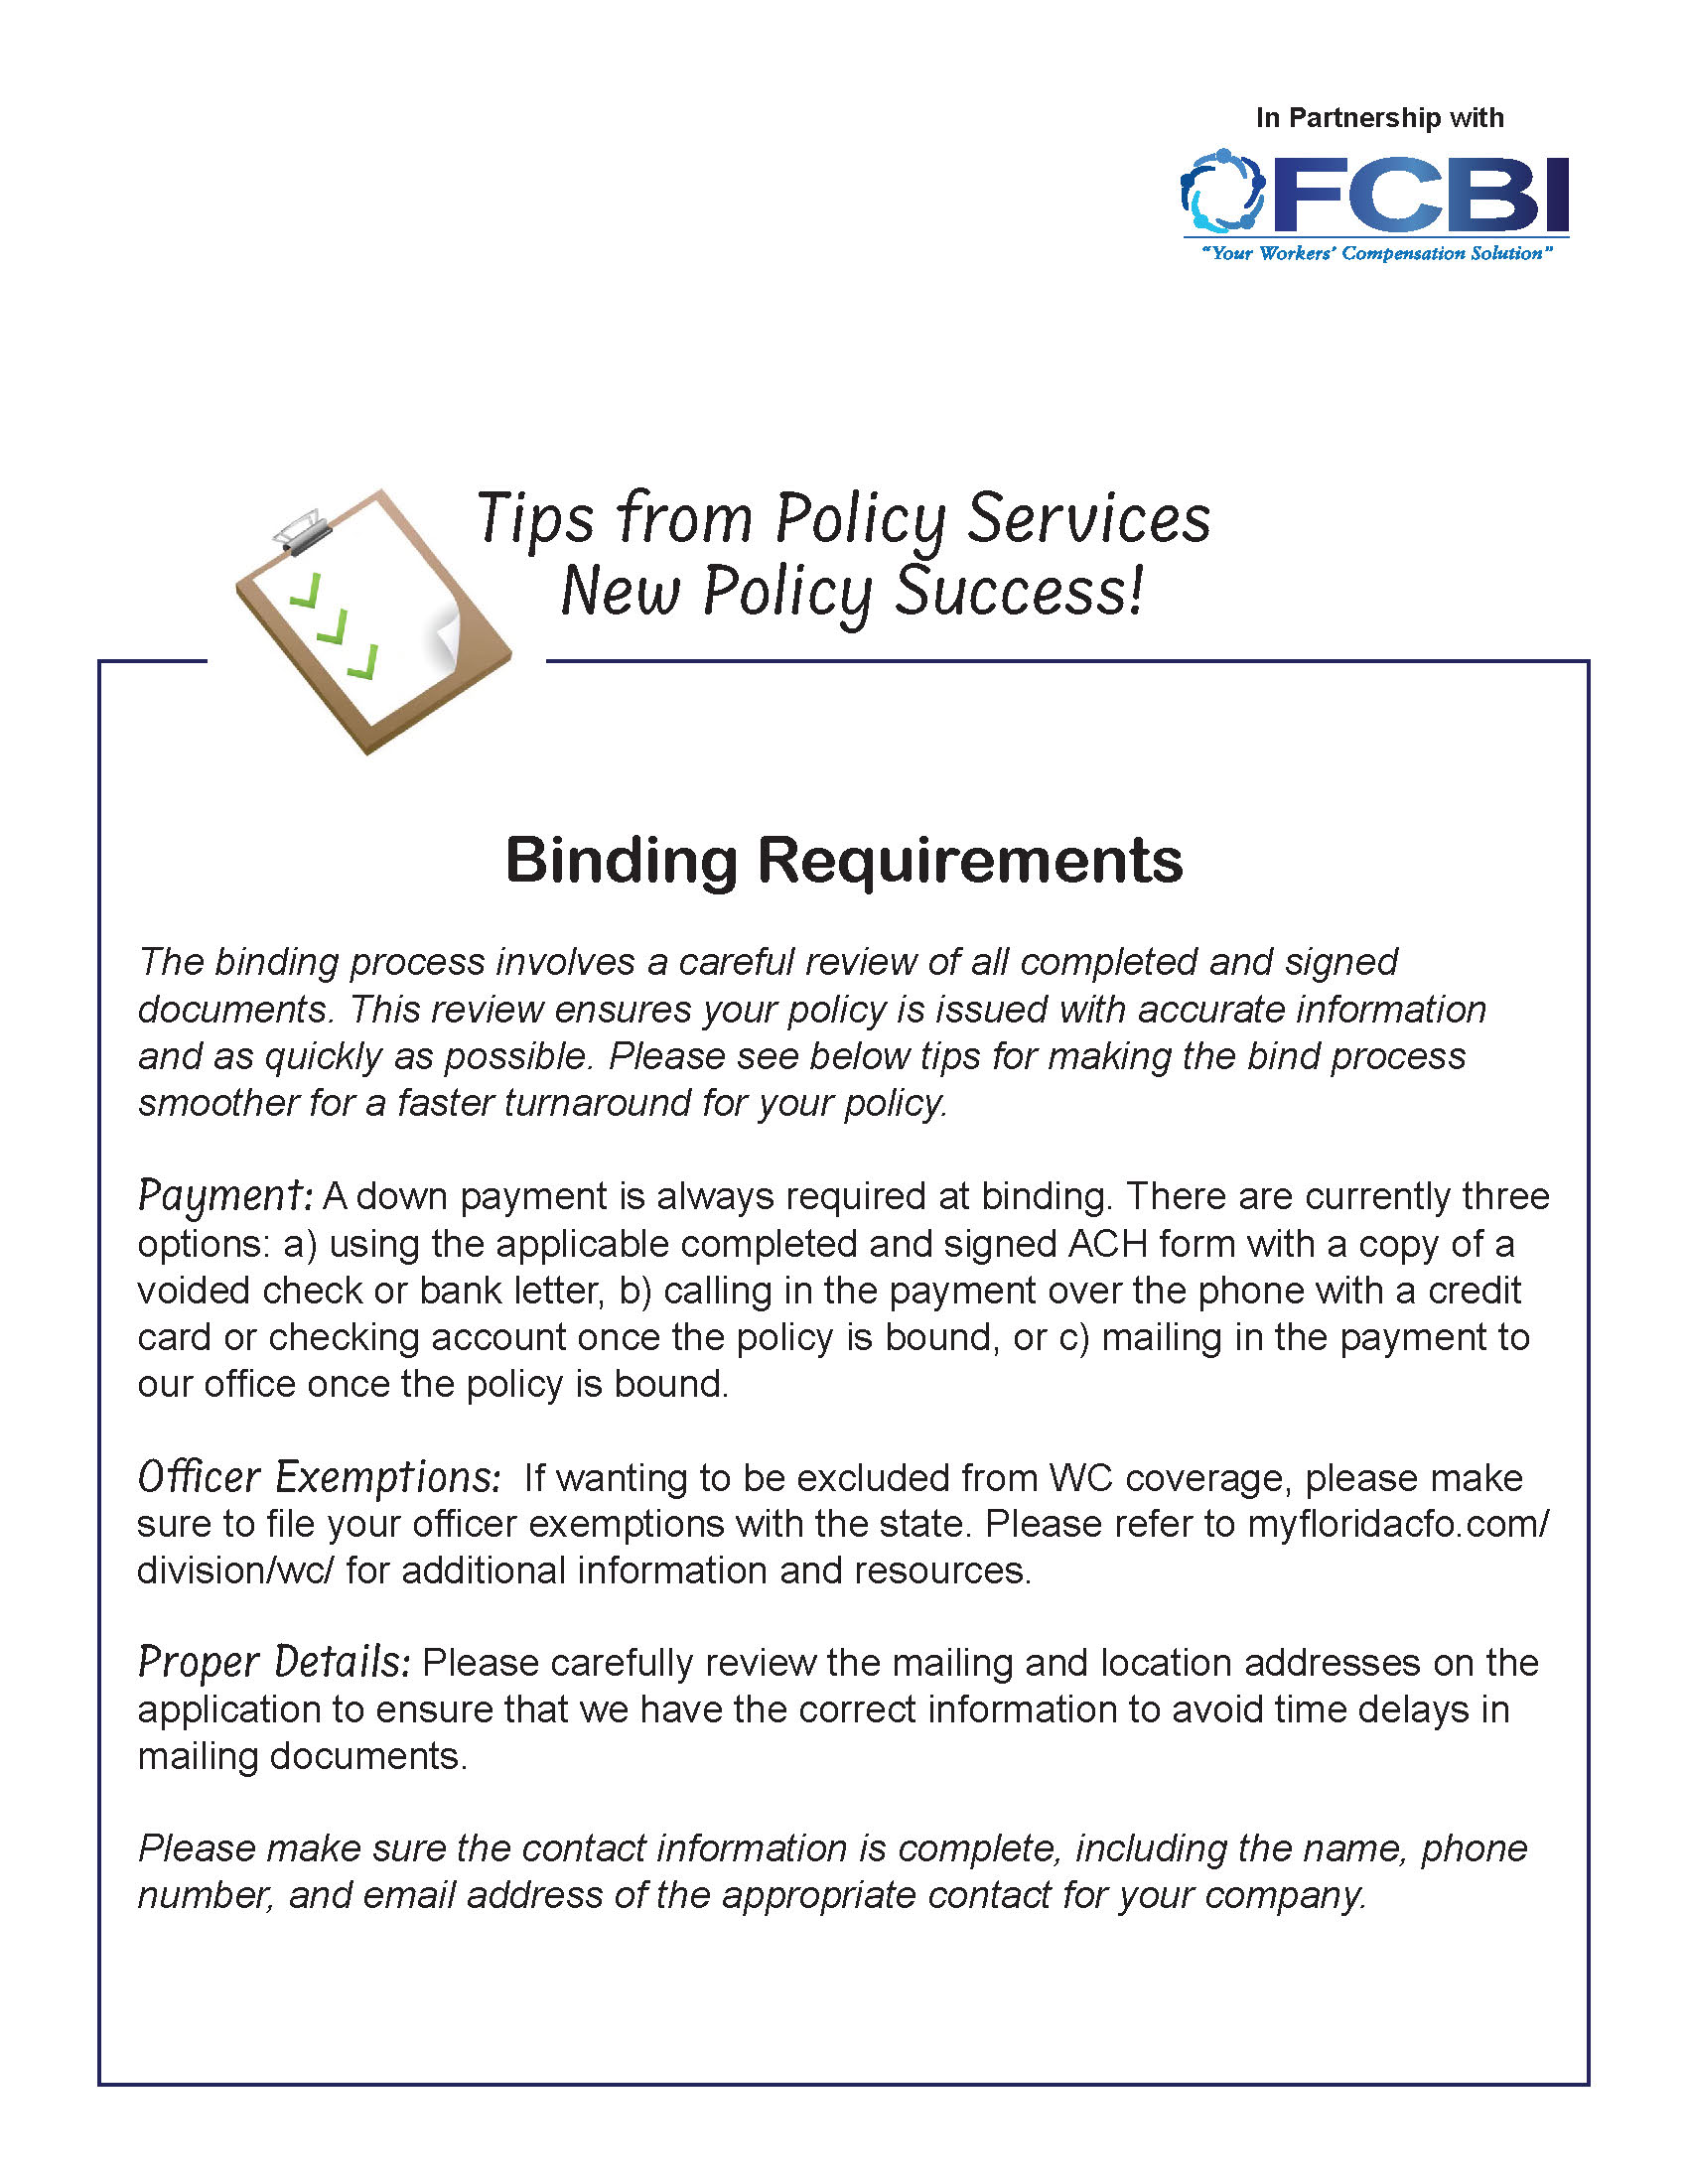 In Partnership with
FCBI
“Your Workers’ Compensation Solution”
Tips from Policy Services
New Policy Success!
Binding Requirements
The binding process involves a careful review of all completed and signed
documents. This review ensures your policy is issued with accurate information
and as quickly as possible. Please see below tips for making the bind process
smoother for a faster turnaround for your policy.
Payment: A down payment is always required at binding. There are currently three
options: a) using the applicable completed and signed ACH form with a copy of a
voided check or bank letter, b) calling in the payment over the phone with a credit
card or checking account once the policy is bound, or c) mailing in the payment to
our office once the policy is bound.
Officer Exemptions: If wanting to be excluded from WC coverage, please make
sure to file your officer exemptions with the state. Please refer to myfloridacfo.com/
division/wc/ for additional information and resources.
Proper Details: Please carefully review the mailing and location addresses on the
application to ensure that we have the correct information to avoid time delays in
mailing documents.
Please make sure the contact information is complete, including the name, phone
number, and email address of the appropriate contact for your company.